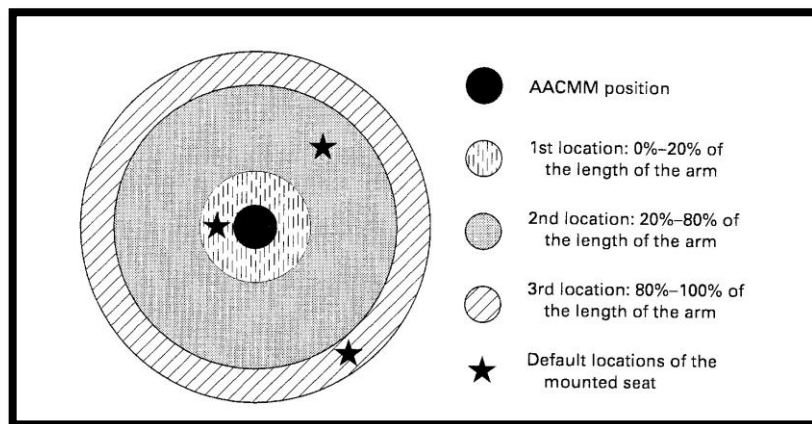 AACMM position
1st location: 0%–20% of
the length of the arm
2nd location: 20%–80% of
the length of the arm
3rd location: 80%–100% of
the length of the arm
Default locations of the
mounted seat